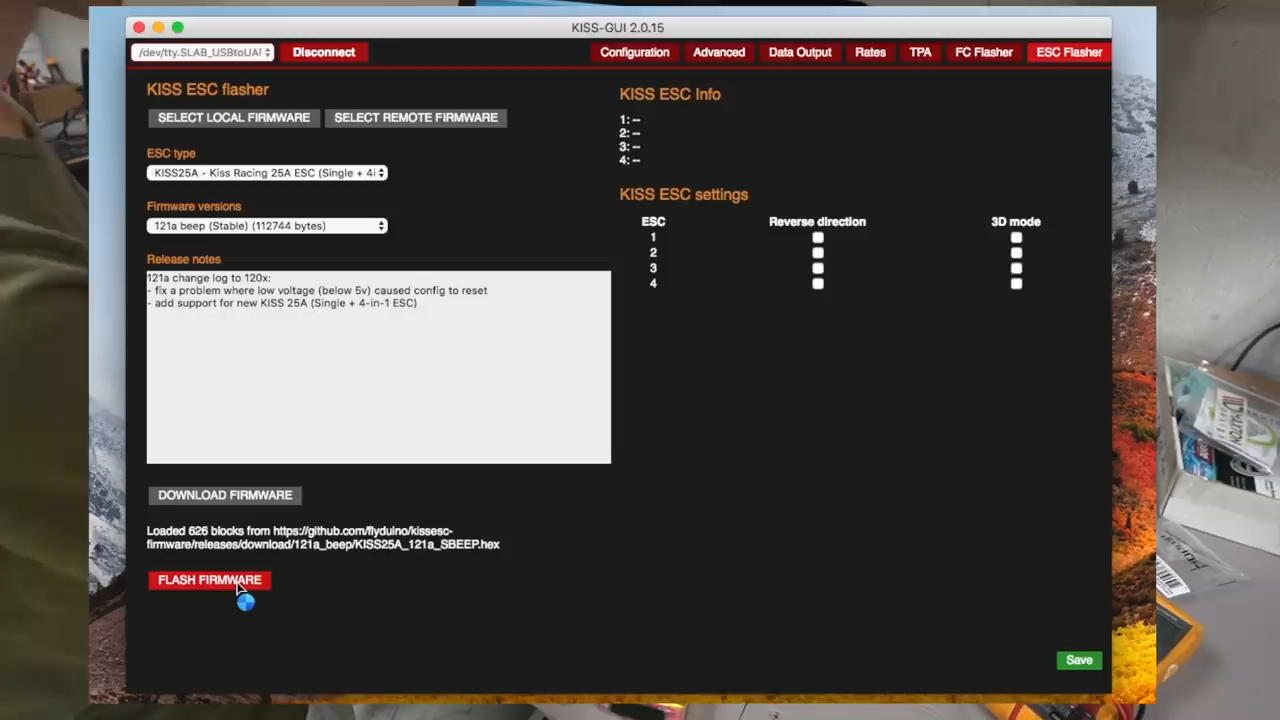 KISS-GUI 2.0.15
/dev/tty.SLAB_USBtoUAI
Disconnect
Configuration
Advanced
Data Output
Rates
TPA
FC Flasher
ESC Flasher
KISS ESC flasher
SELECT LOCAL FIRMWARE
SELECT REMOTE FIRMWARE
ESC type
KISS25A - Kiss Racing 25A ESC (Single + 4i
Firmware versions
121a beep (Stable) (112744 bytes)
Release notes
121a change log to 120x:
- fix a problem where low voltage (below 5v) caused config to reset
- add support for new KISS 25A (Single + 4-in-1 ESC)
DOWNLOAD FIRMWARE
Loaded 626 blocks from https://github.com/flyduino/kissesc-
firmware/releases/download/121a_beep/KISS25A_121a_SBEEP.hex
FLASH FIRMWARE
KISS ESC Info
1: --
2: --
3: --
4: --
KISS ESC settings
ESC Reverse direction 3D mode
1
2
3
4
Save